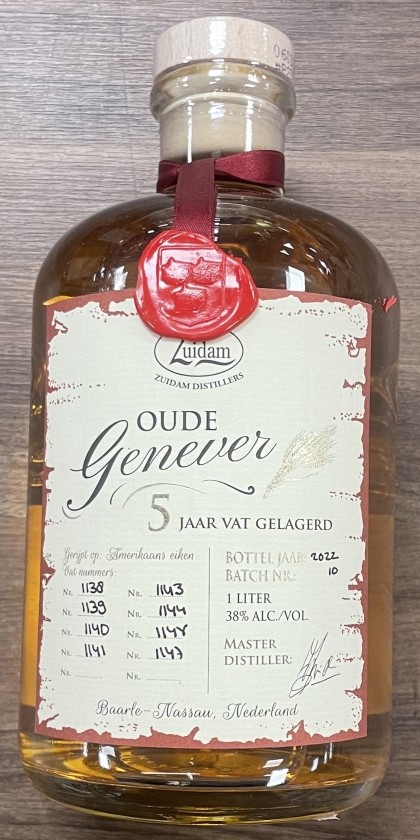 Zuidam
ZUIDAM DISTILLERS
OUDE
Genever
5 JAAR VAT GELAGERD
Gerijpt op: Amerikaans eiken
Vat nummers:
Nr. 1138 Nr. 1143
Nr. 1139 Nr. 1144
Nr. 1140 Nr.
Nr. 1141 Nr. 1147
Nr. Nr.
BOTTEL JAAR: 2022
BATCH NR.: 10
1 LITER
38% ALC./VOL.
MASTER
DISTILLER:
Baarle-Nassau, Nederland